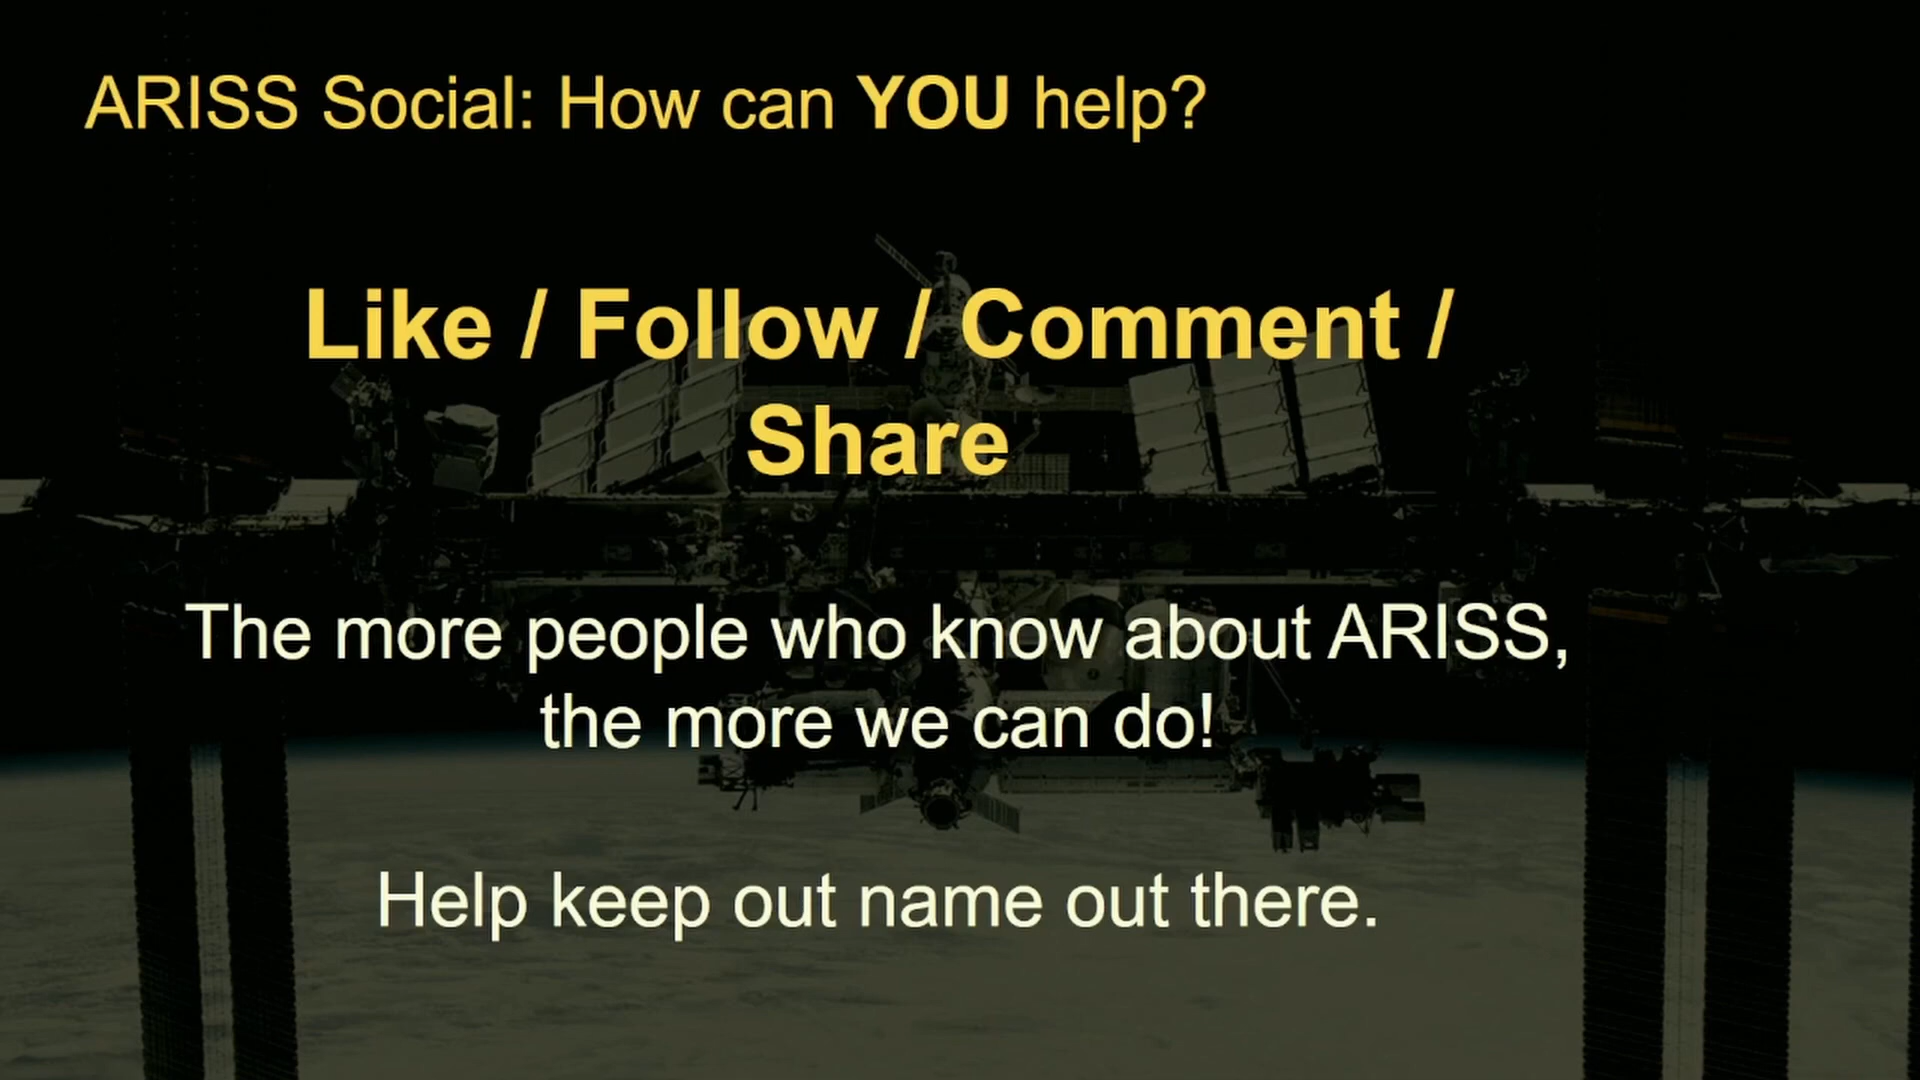 ARISS Social: How can YOU help?
Like / Follow / Comment /
Share
The more people who know about ARISS,
the more we can do!
Help keep out name out there.